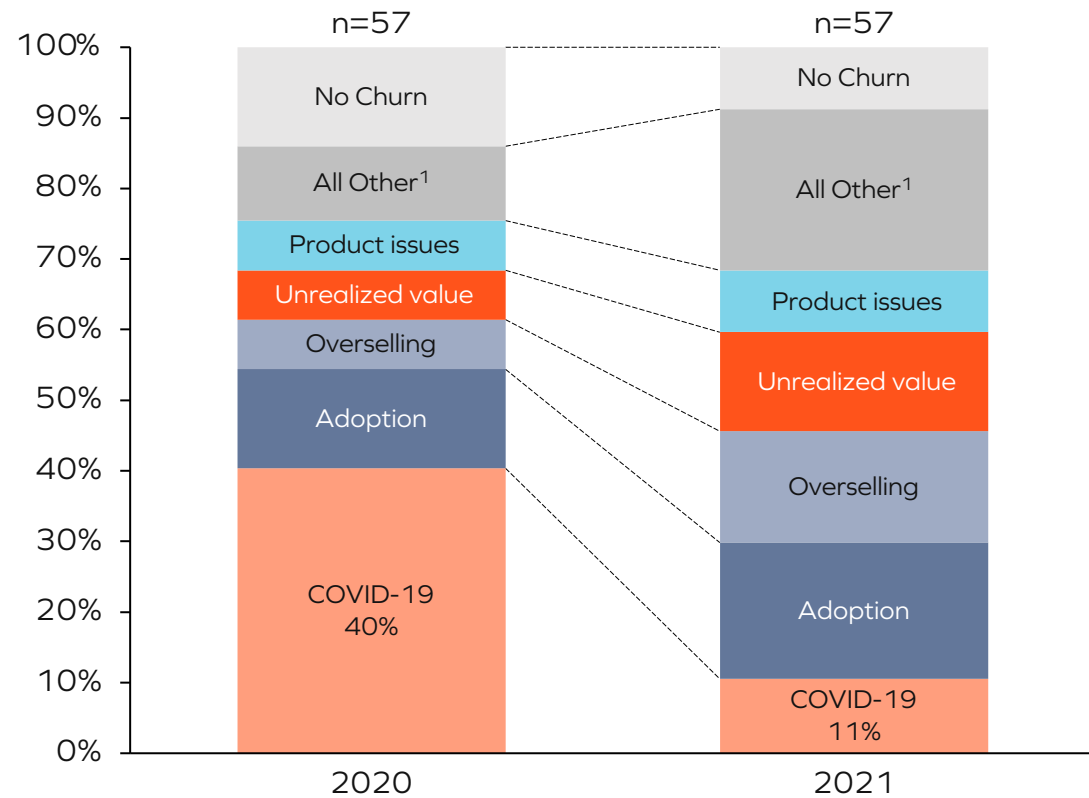 n=57
n=57
100%
90%
80%
70%
60%
50%
40%
30%
20%
10%
0%
No Churn
All Other¹
Product issues
Unrealized value
Overselling
Adoption
COVID-19
40%
No Churn
All Other¹
Product issues
Unrealized value
Overselling
Adoption
COVID-19
11%
2020
2021